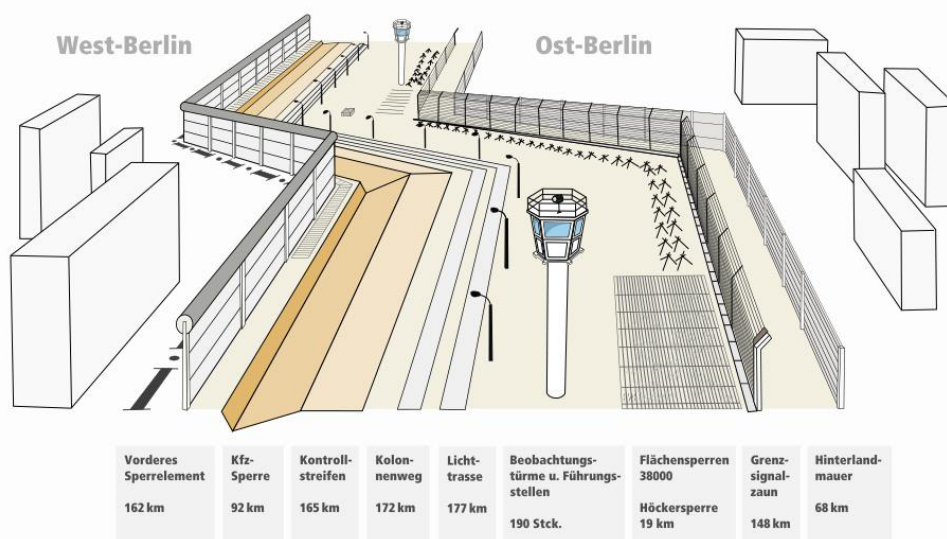 West-Berlin
Ost-Berlin
Vorderes
Sperrelement
162 km
Kfz-
Sperre
92 km
Kontroll-
streifen
165 km
Kolon-
nenweg
172 km
Licht-
trasse
177 km
Beobachtungs-
türme u. Führungs-
stellen
190 Stck.
Flächensperren
38000
Höckersperre
19 km
Grenz-
signal-
zaun
148 km
Hinterland-
mauer
68 km